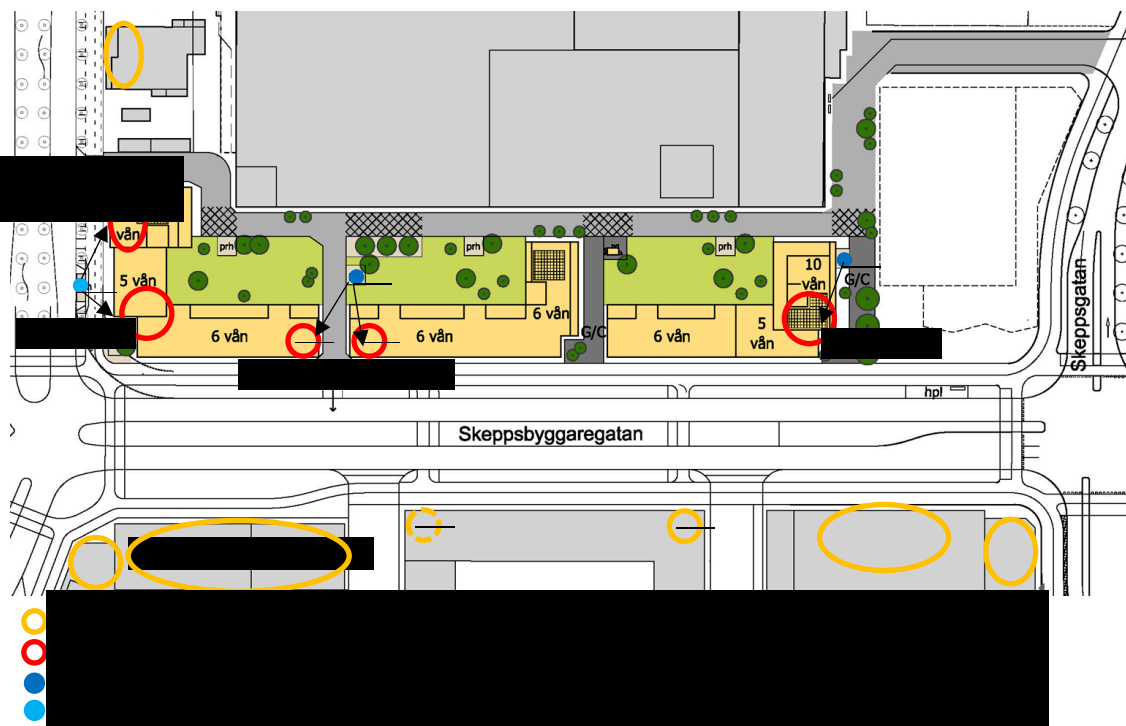 vån
prh
prh
prh
5 vån
10
vån
G/C
6 vån
6 vån
6 vån
G/C
6 vån
5
vån
Skeppsgatan
hpl
Skeppsbyggaregatan